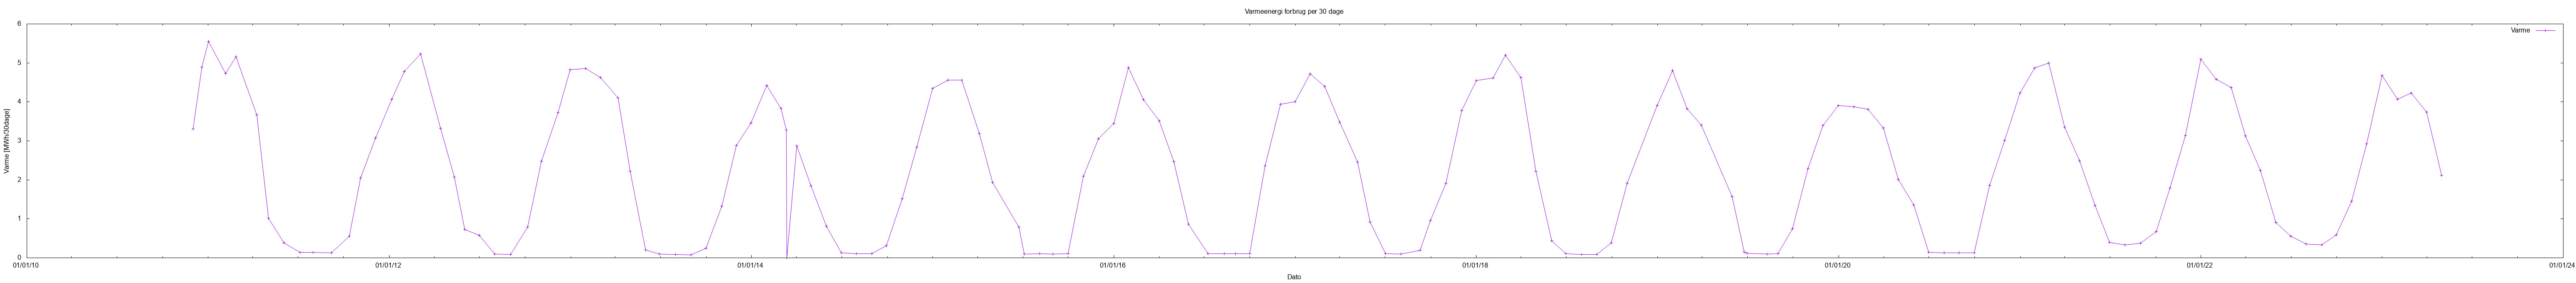 Varmeenergi forbrug per 30 dage
Varme
Varme [MWh/30dage]
6
5
4
3
2
1
0
01/01/10 01/01/12 01/01/14 01/01/16 01/01/18 01/01/20 01/01/22 01/01/24
Dato